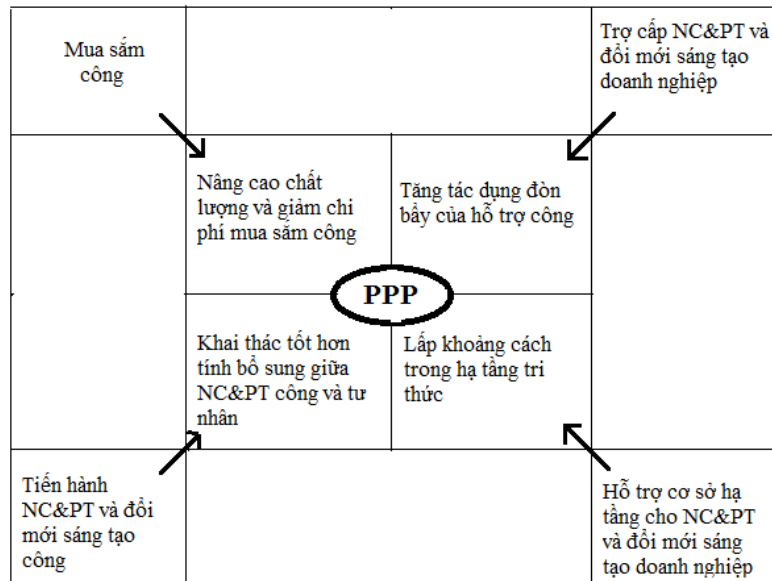 Mua sắm
công
Trợ cấp NC&PT và
đổi mới sáng tạo
doanh nghiệp
Nâng cao chất
lượng và giảm chi
phí mua sắm công
Tăng tác dụng đòn
bẩy của hỗ trợ công
PPP
Khai thác tốt hơn
tính bổ sung giữa
NC&PT công và tư
nhân
Lấp khoảng cách
trong hạ tầng tri
thức
Tiến hành
NC&PT và đổi
mới sáng tạo
công
Hỗ trợ cơ sở hạ
tầng cho NC&PT
và đổi mới sáng
tạo doanh nghiệp